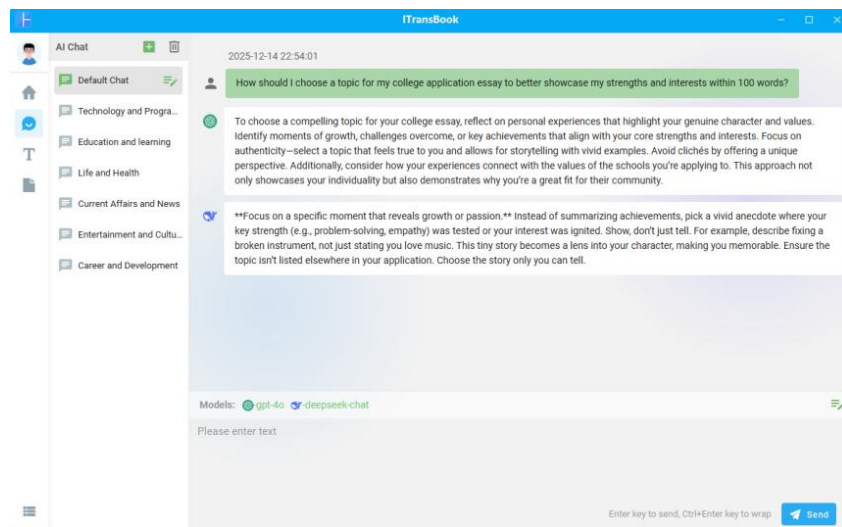 ITransBook
AI Chat
Default Chat
Technology and Progra...
Education and learning
Life and Health
Current Affairs and News
Entertainment and Cultu...
Career and Development
2025-12-14 22:54:01
How should I choose a topic for my college application essay to better showcase my strengths and interests within 100 words?
To choose a compelling topic for your college essay, reflect on personal experiences that highlight your genuine character and values.
Identify moments of growth, challenges overcome, or key achievements that align with your core strengths and interests. Focus on
authenticity—select a topic that feels true to you and allows for storytelling with vivid examples. Avoid clichés by offering a unique
perspective. Additionally, consider how your experiences connect with the values of the schools you're applying to. This approach not
only showcases your individuality but also demonstrates why you're a great fit for their community.
**Focus on a specific moment that reveals growth or passion.** Instead of summarizing achievements, pick a vivid anecdote where your
key strength (e.g., problem-solving, empathy) was tested or your interest was ignited. Show, don't just tell. For example, describe fixing a
broken instrument, not just stating you love music. This tiny story becomes a lens into your character, making you memorable. Ensure the
topic isn't listed elsewhere in your application. Choose the story only you can tell.
Models: gpt-4o deepseek-chat
Please enter text
Enter key to send, Ctrl+Enter key to wrap
Send